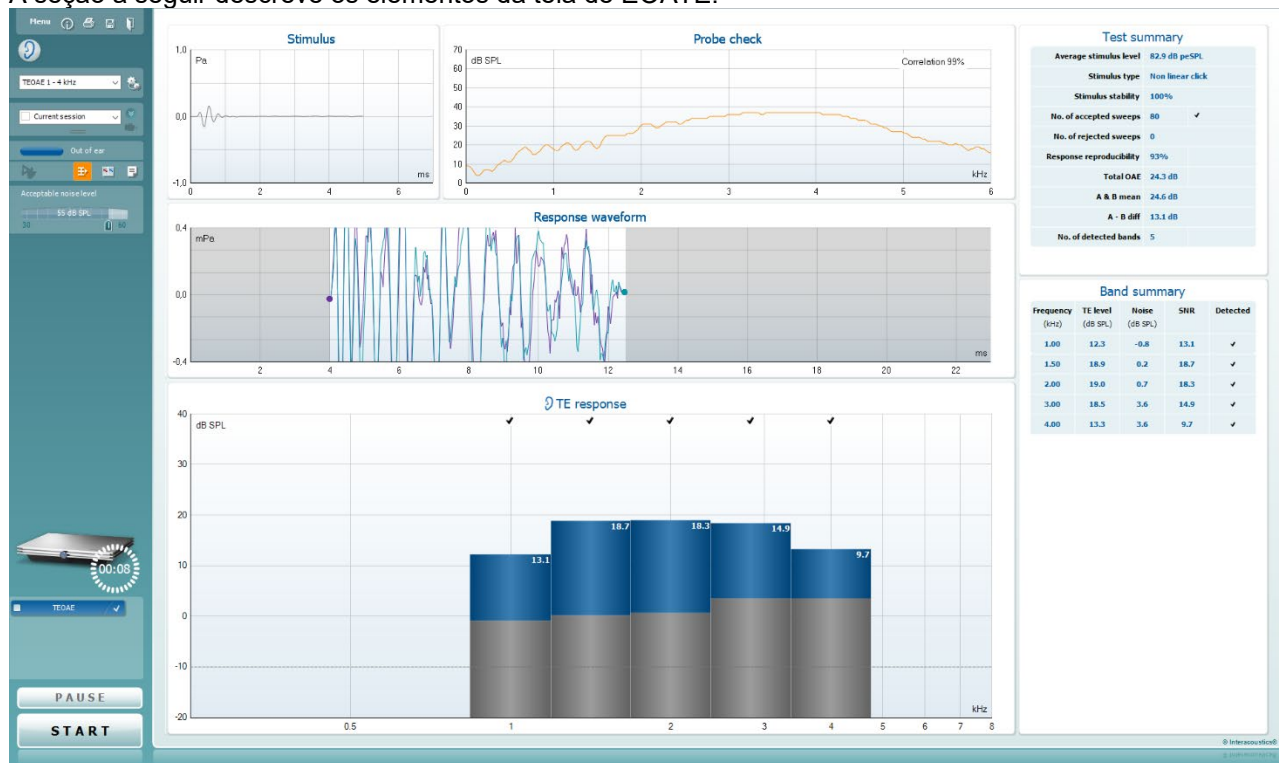 A seção a seguir descreve os elementos da tela de EOATE.
Menu
TEOAE 1 - 4 kHz
Current session
Out of ear
Acceptable noise level
55 dB SPL
30 60
00:08
TEOAE
PAUSE
START
Stimulus
1,0
Pa
0,0
-1,0
0 2 4 6
ms
Probe check
70
dB SPL
Correlation 99%
60
50
40
30
20
10
0
kHz
0 1 2 3 4 5 6
Response waveform
0.4
mPa
0,0
-0,4
ms
2 4 6 8 10 12 14 16 18 20 22
TE response
40
dB SPL
30
20
10
0
-10
-20
13.1 18.7 18.3 14.9 9.7
kHz
0.5 1 2 3 4 5 6 7 8
Test summary
Average stimulus level 82.9 dB peSPL
Stimulus type Non linear click
Stimulus stability 100%
No. of accepted sweeps 80 ✔
No. of rejected sweeps 0
Response reproducibility 93%
Total OAE 24.3 dB
A & B mean 24.6 dB
A - B diff 13.1 dB
No. of detected bands 5
Band summary
Frequency TE level Noise SNR Detected
(kHz) (dB SPL) (dB SPL)
1.00 12.3 -0.8 13.1 ✔
1.50 18.9 0.2 18.7 ✔
2.00 19.0 0.7 18.3 ✔
3.00 18.5 3.6 14.9 ✔
4.00 13.3 3.6 9.7 ✔
® Interacoustics®